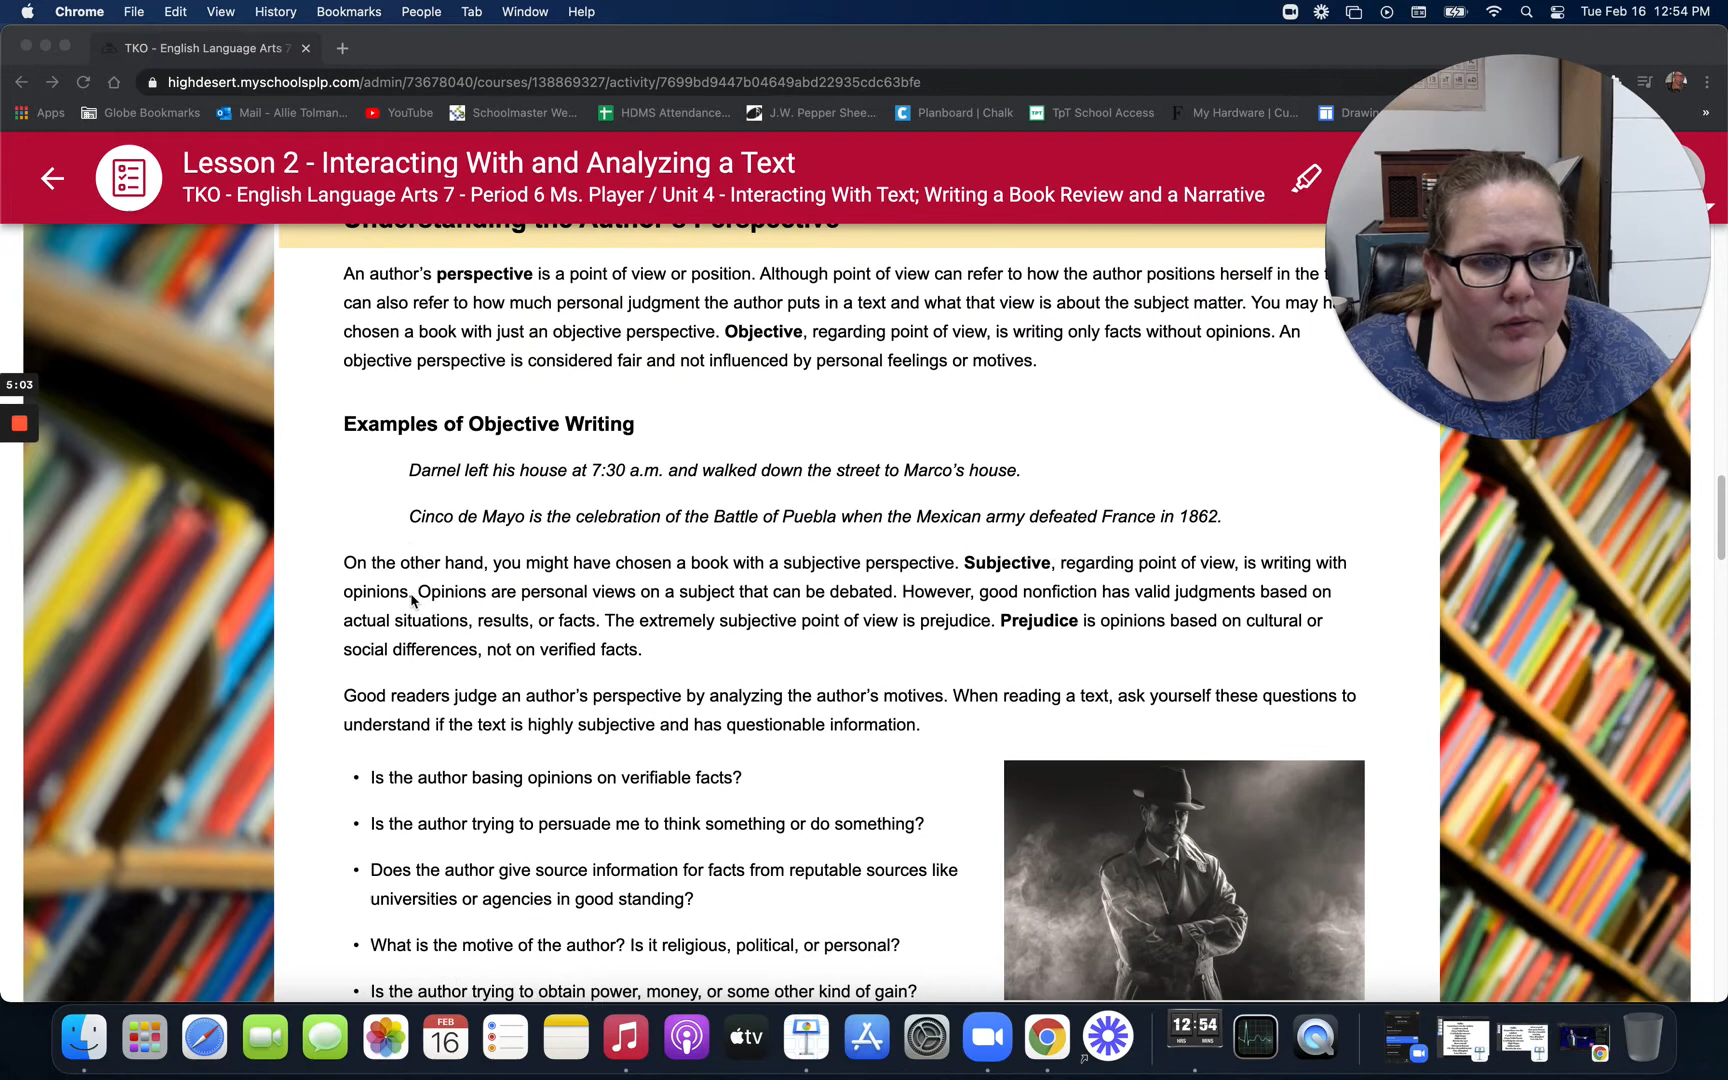 Chrome File Edit View History Bookmarks People Tab Window Help Tue Feb 16 12:54 PM
TKO - English Language Arts 7
highdesert.myschoolsplp.com/admin/73678040/courses/138869327/activity/7699bd9447b04649abd22935cdc63bfe
Apps Globe Bookmarks Mail - Allie Tolman... YouTube Schoolmaster We... HDMS Attendance... J.W. Pepper Shee... Planboard | Chalk TpT School Access My Hardware | Cu... Drawin »
Lesson 2 - Interacting With and Analyzing a Text
TKO - English Language Arts 7 - Period 6 Ms. Player / Unit 4 - Interacting With Text; Writing a Book Review and a Narrative
Understanding the Author's Perspective
An author's perspective is a point of view or position. Although point of view can refer to how the author positions herself in the
can also refer to how much personal judgment the author puts in a text and what that view is about the subject matter. You may
chosen a book with just an objective perspective. Objective, regarding point of view, is writing only facts without opinions. An
objective perspective is considered fair and not influenced by personal feelings or motives.
5:03
Examples of Objective Writing
Darnel left his house at 7:30 a.m. and walked down the street to Marco's house.
Cinco de Mayo is the celebration of the Battle of Puebla when the Mexican army defeated France in 1862.
On the other hand, you might have chosen a book with a subjective perspective. Subjective, regarding point of view, is writing with
opinions. Opinions are personal views on a subject that can be debated. However, good nonfiction has valid judgments based on
actual situations, results, or facts. The extremely subjective point of view is prejudice. Prejudice is opinions based on cultural or
social differences, not on verified facts.
Good readers judge an author's perspective by analyzing the author's motives. When reading a text, ask yourself these questions to
understand if the text is highly subjective and has questionable information.
• Is the author basing opinions on verifiable facts?
• Is the author trying to persuade me to think something or do something?
• Does the author give source information for facts from reputable sources like
universities or agencies in good standing?
• What is the motive of the author? Is it religious, political, or personal?
• Is the author trying to obtain power, money, or some other kind of gain?
FEB
16
tv
12:54
HRS MINS